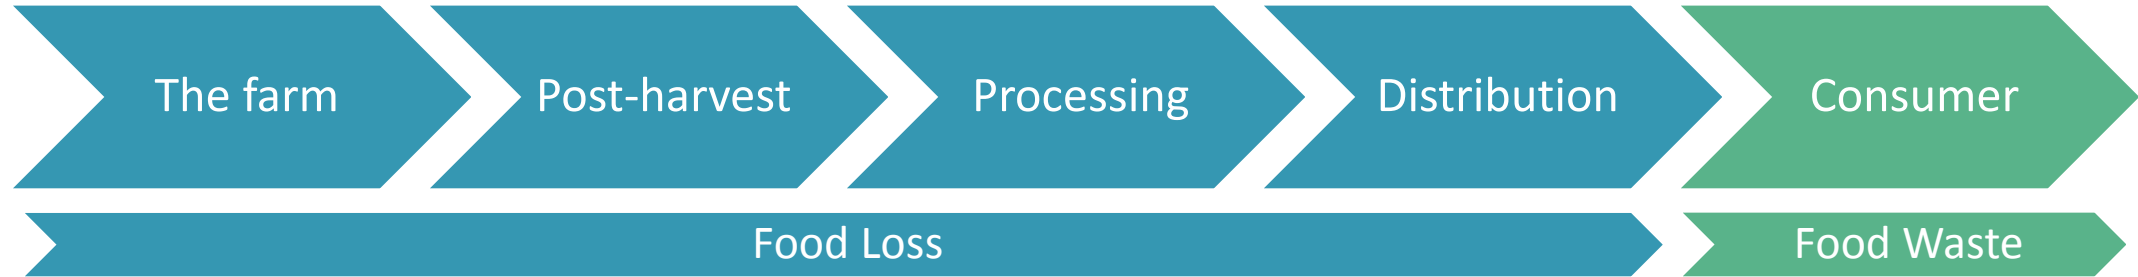 The farm
Post-harvest
Processing
Distribution
Consumer
Food Loss
Food Waste